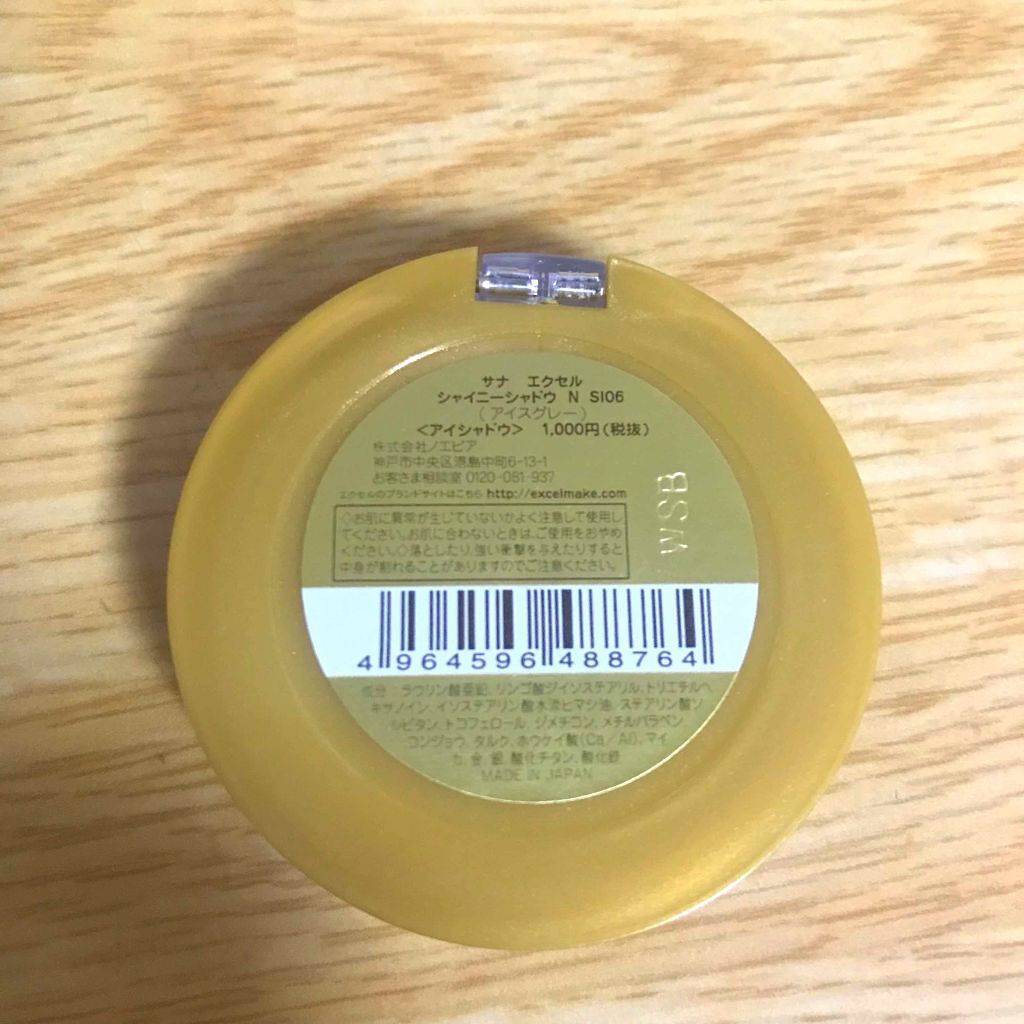 サナ エクセル
シャイニーシャドウ N SI06
(アイスグレー)
<アイシャドウ> 1,000円(税抜)
株式会社ノエビア
神戸市中央区港島中町6-13-1
お客さま相談室 0120-081-937
エクセルのブランドサイトはこちら http://excelmake.com
◇お肌に異常が生じていないかよく注意して使用し
てください。お肌に合わないときは、ご使用をおやめ
ください。◇落としたり、強い衝撃を与えたりすると
中身が割れることがありますのでご注意ください。
WSB
4964596488764
成分:ラウリン酸亜鉛、リンゴ酸ジイソステアリル、トリエチルヘ
キサノイン、イソステアリン酸水添ヒマシ油、ステアリン酸ソ
ルビタン、トコフェロール、ジメチコン、メチルパラベン、
コンジョウ、タルク、ホウケイ酸(Ca/Al)、マイ
カ、金、銀、酸化チタン、酸化鉄
MADE IN JAPAN